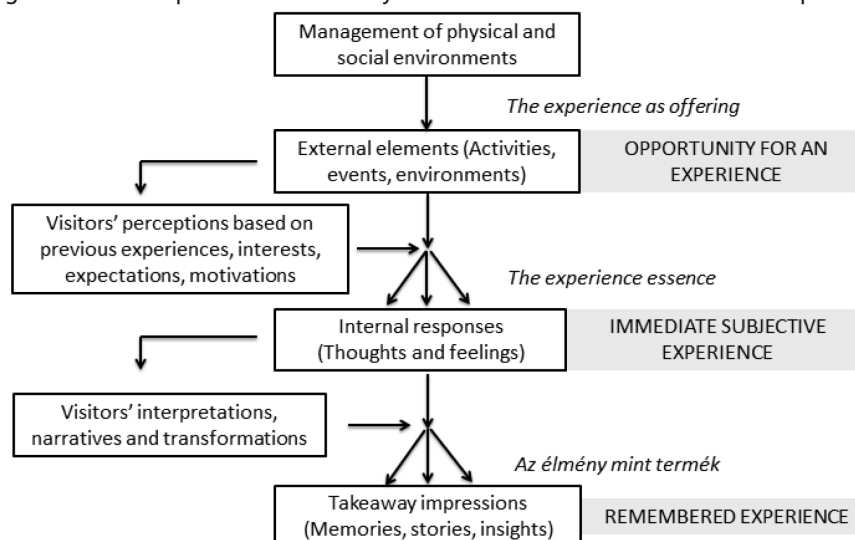 Management of physical and
social environments
The experience as offering
External elements (Activities,
events, environments)
OPPORTUNITY FOR AN
EXPERIENCE
Visitors' perceptions based on
previous experiences, interests,
expectations, motivations
The experience essence
Internal responses
(Thoughts and feelings)
IMMEDIATE SUBJECTIVE
EXPERIENCE
Visitors' interpretations,
narratives and transformations
Az élmény mint termék
Takeaway impressions
(Memories, stories, insights)
REMEMBERED EXPERIENCE